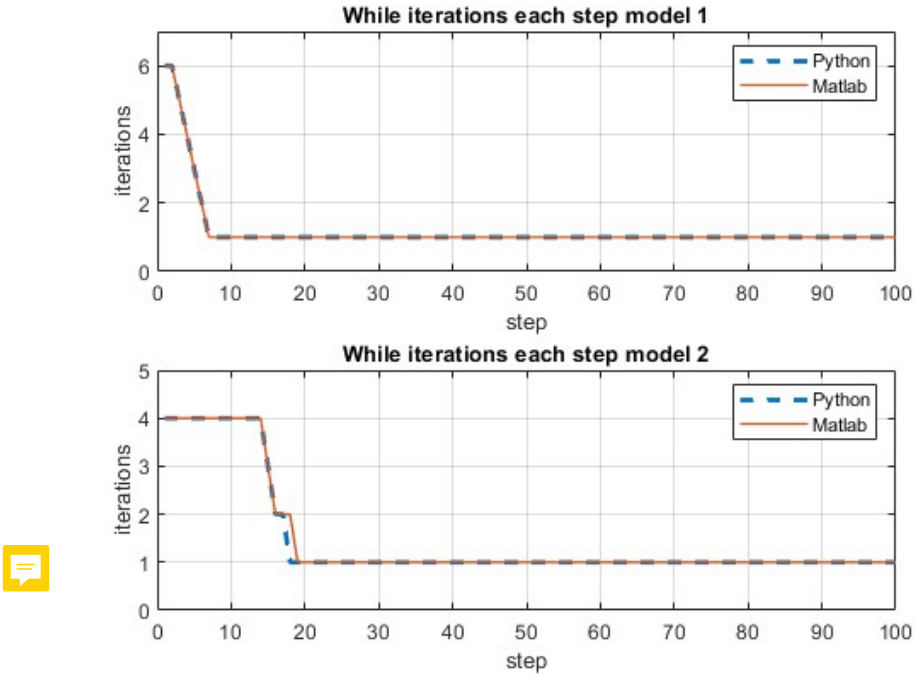 While iterations each step model 1
6
4
2
0
iterations
Python
Matlab
0 10 20 30 40 50 60 70 80 90 100
step
While iterations each step model 2
5
4
3
2
1
0
iterations
Python
Matlab
0 10 20 30 40 50 60 70 80 90 100
step